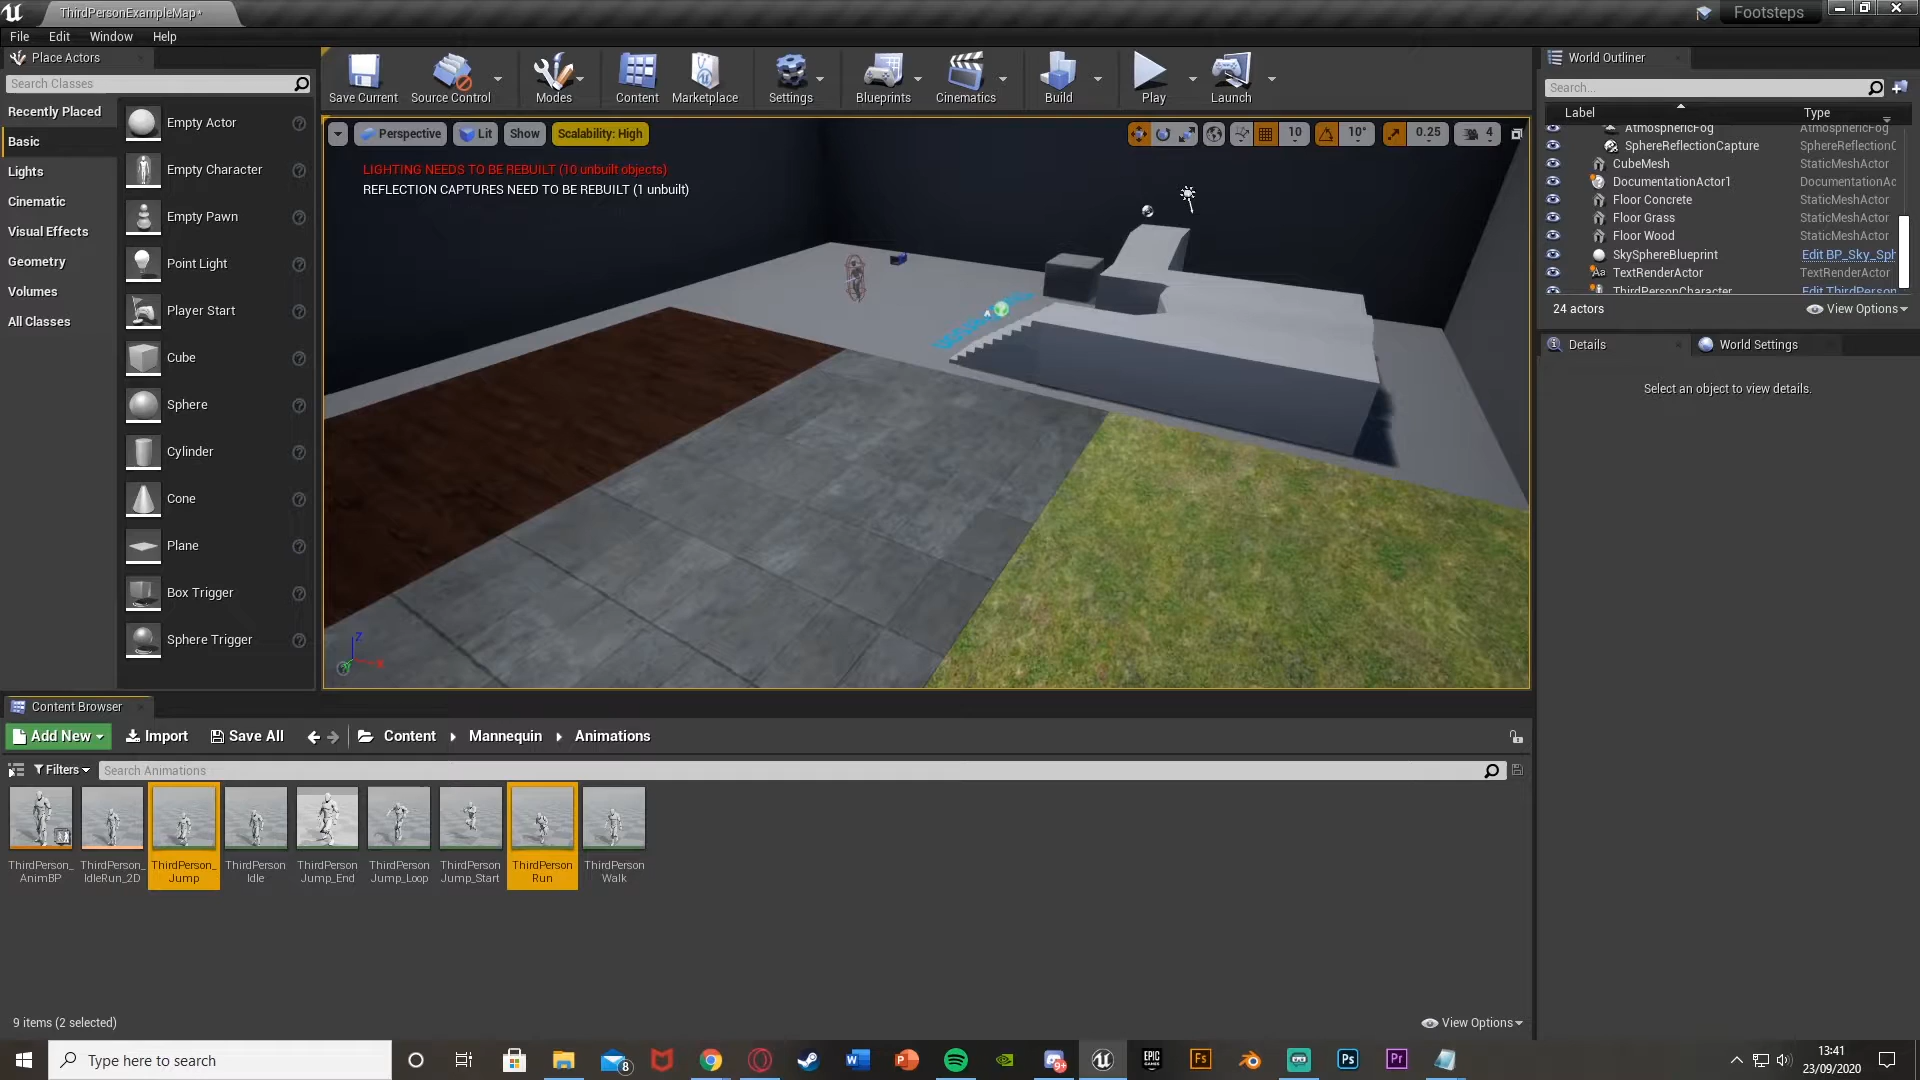 ThirdPersonExampleMap*
Footsteps
File Edit Window Help
Place Actors
Search Classes
Recently Placed
Basic
Lights
Cinematic
Visual Effects
Geometry
Volumes
All Classes
Empty Actor
Empty Character
Empty Pawn
Point Light
Player Start
Cube
Sphere
Cylinder
Cone
Plane
Box Trigger
Sphere Trigger
Save Current Source Control Modes Content Marketplace Settings Blueprints Cinematics Build Play Launch
Perspective Lit Show Scalability: High 10 10° 0.25 4
LIGHTING NEEDS TO BE REBUILT (10 unbuilt objects)
REFLECTION CAPTURES NEED TO BE REBUILT (1 unbuilt)
Z
World Outliner
Search...
Label Type
AtmosphericFog AtmosphericFog
SphereReflectionCapture SphereReflectionC
CubeMesh StaticMeshActor
DocumentationActor1 DocumentationAc
Floor Concrete StaticMeshActor
Floor Grass StaticMeshActor
Floor Wood StaticMeshActor
SkySphereBlueprint Edit BP_Sky_Sph
TextRenderActor TextRenderActor
ThirdPersonCharacter Edit ThirdPerson
24 actors View Options
Details World Settings
Select an object to view details.
Content Browser
Add New Import Save All Content Mannequin Animations
Filters Search Animations
ThirdPerson_
AnimBP
ThirdPerson_
IdleRun_2D
ThirdPerson_
Jump
ThirdPerson
Idle
ThirdPerson
Jump_End
ThirdPerson
Jump_Loop
ThirdPerson
Jump_Start
ThirdPerson
Run
ThirdPerson
Walk
9 items (2 selected)
View Options
Type here to search
8
W
P
9+
EPIC
GAMES
Fs
Ps
Pr
13:41
23/09/2020